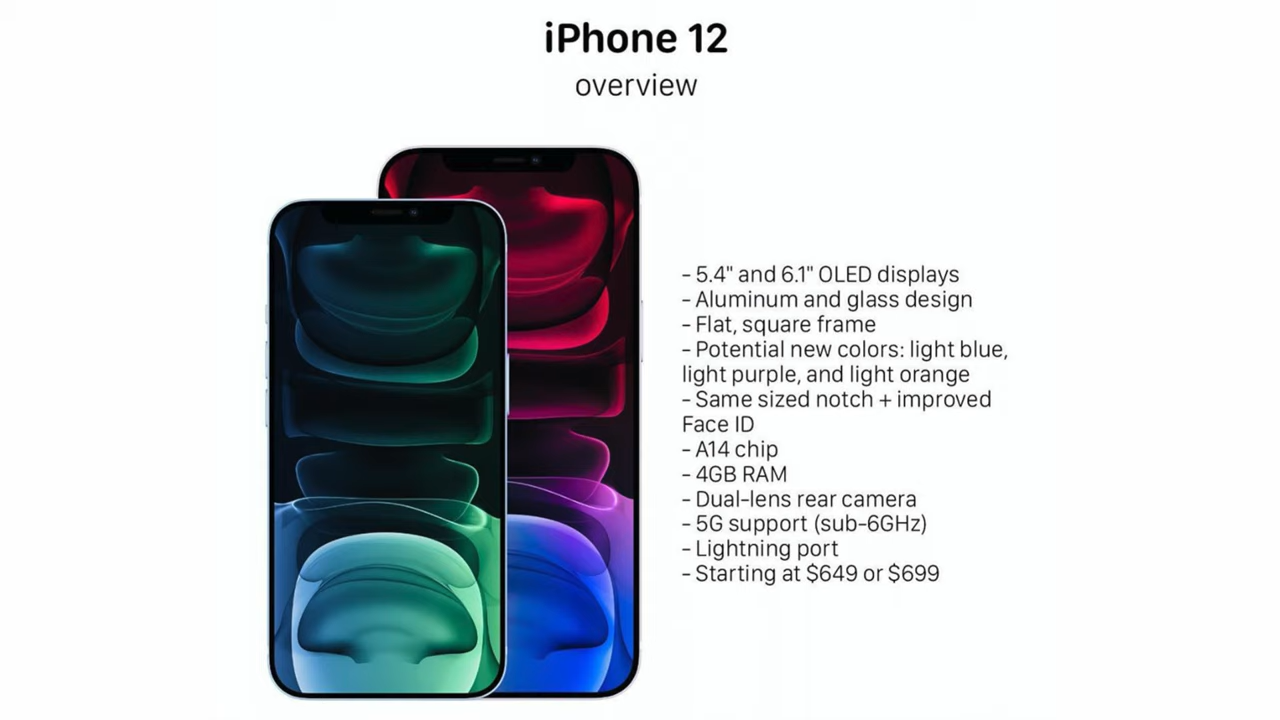 iPhone 12
overview
- 5.4" and 6.1" OLED displays
- Aluminum and glass design
- Flat, square frame
- Potential new colors: light blue,
light purple, and light orange
- Same sized notch + improved
Face ID
- A14 chip
- 4GB RAM
- Dual-lens rear camera
- 5G support (sub-6GHz)
- Lightning port
- Starting at $649 or $699